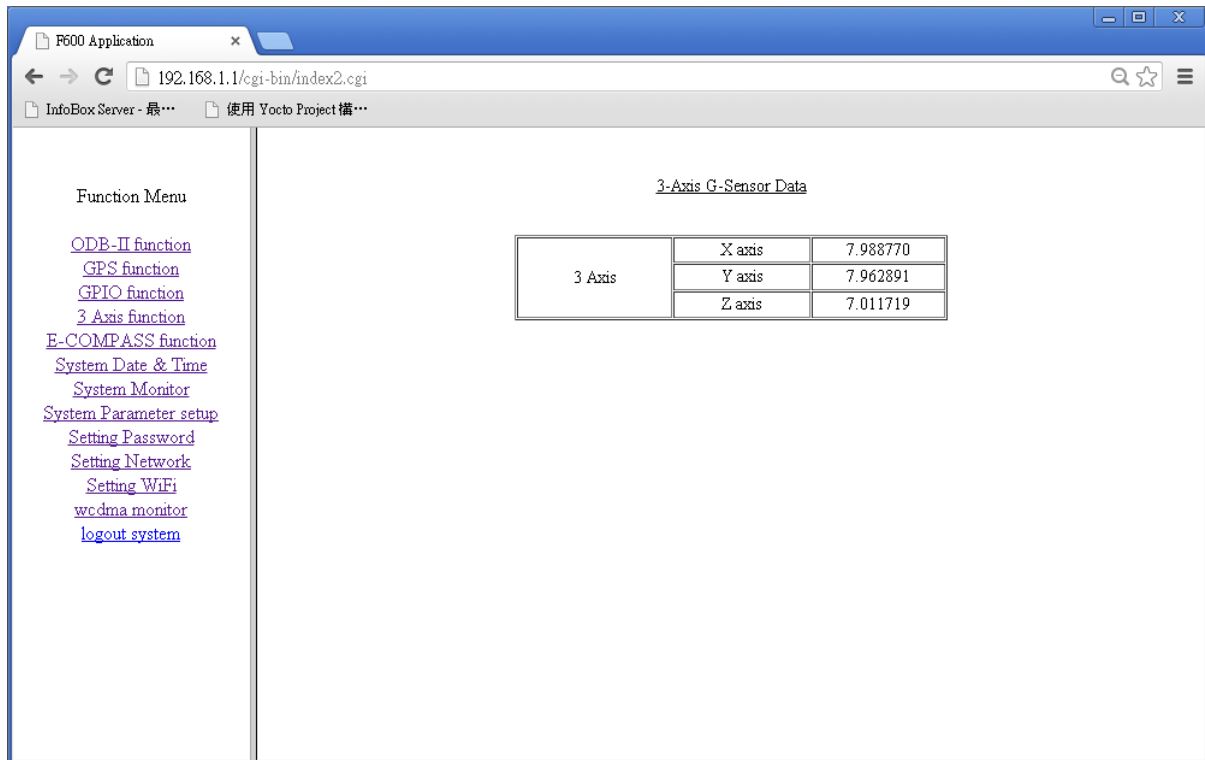 F600 Application
192.168.1.1/cgi-bin/index2.cgi
InfoBox Server - 最… 使用 Yocto Project 構…
Function Menu
ODB-II function
GPS function
GPIO function
3 Axis function
E-COMPASS function
System Date & Time
System Monitor
System Parameter setup
Setting Password
Setting Network
Setting WiFi
wcdma monitor
logout system
3-Axis G-Sensor Data
3 Axis
X axis 7.988770
Y axis 7.962891
Z axis 7.011719